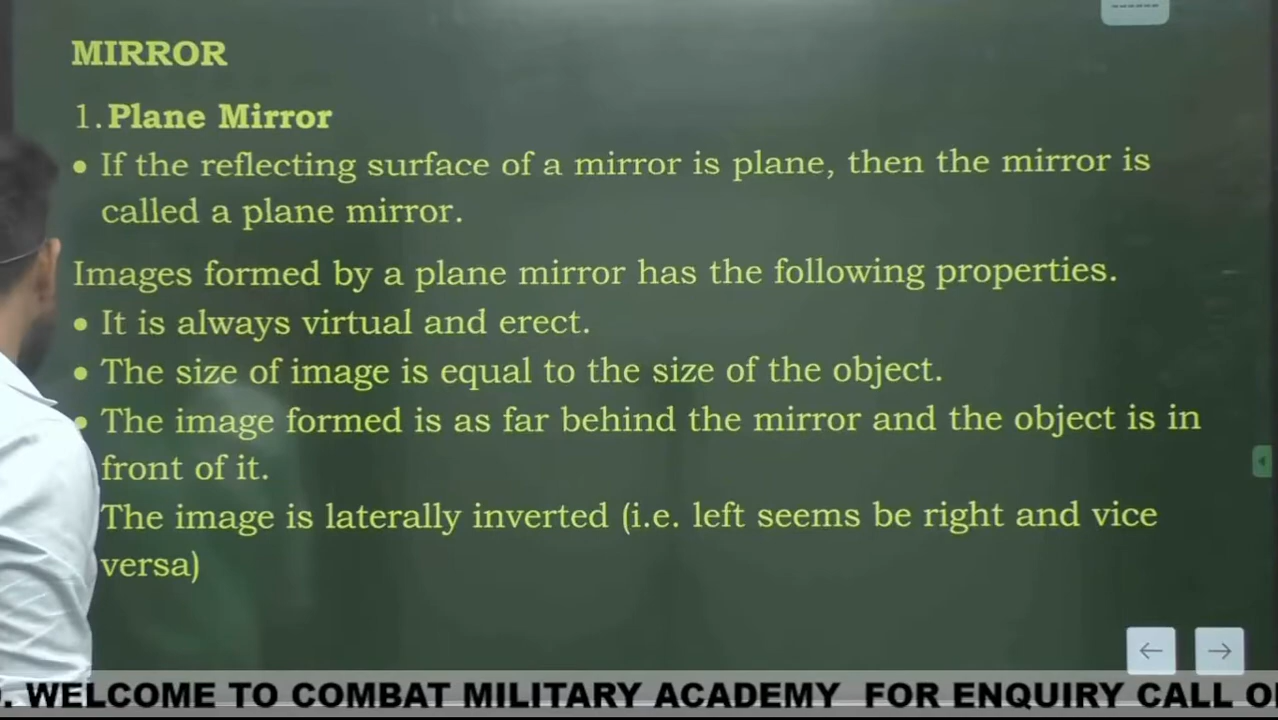 MIRROR
1. Plane Mirror
• If the reflecting surface of a mirror is plane, then the mirror is
called a plane mirror.
Images formed by a plane mirror has the following properties.
• It is always virtual and erect.
• The size of image is equal to the size of the object.
• The image formed is as far behind the mirror and the object is in
front of it.
The image is laterally inverted (i.e. left seems be right and vice
versa)
. WELCOME TO COMBAT MILITARY ACADEMY FOR ENQUIRY CALL